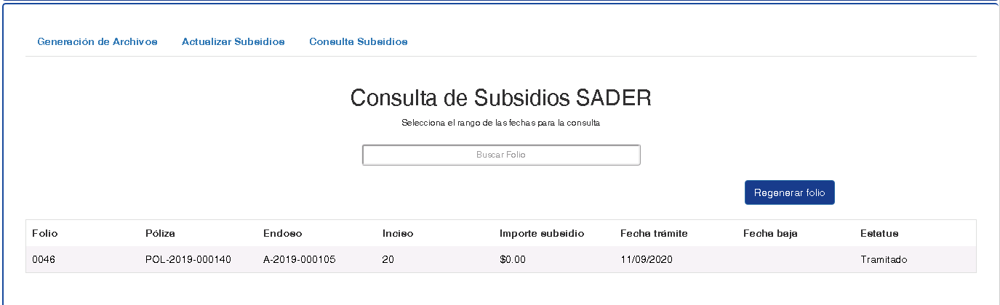 Generación de Archivos Actualizar Subsidios Consulta Subsidios
Consulta de Subsidios SADER
Selecciona el rango de las fechas para la consulta
Buscar Folio
Regenerar folio
Folio Póliza Endoso Inciso Importe subsidio Fecha trámite Fecha baja Estatus
0046 POL-2019-000140 A-2019-000105 20 $0.00 11/09/2020 Tramitado